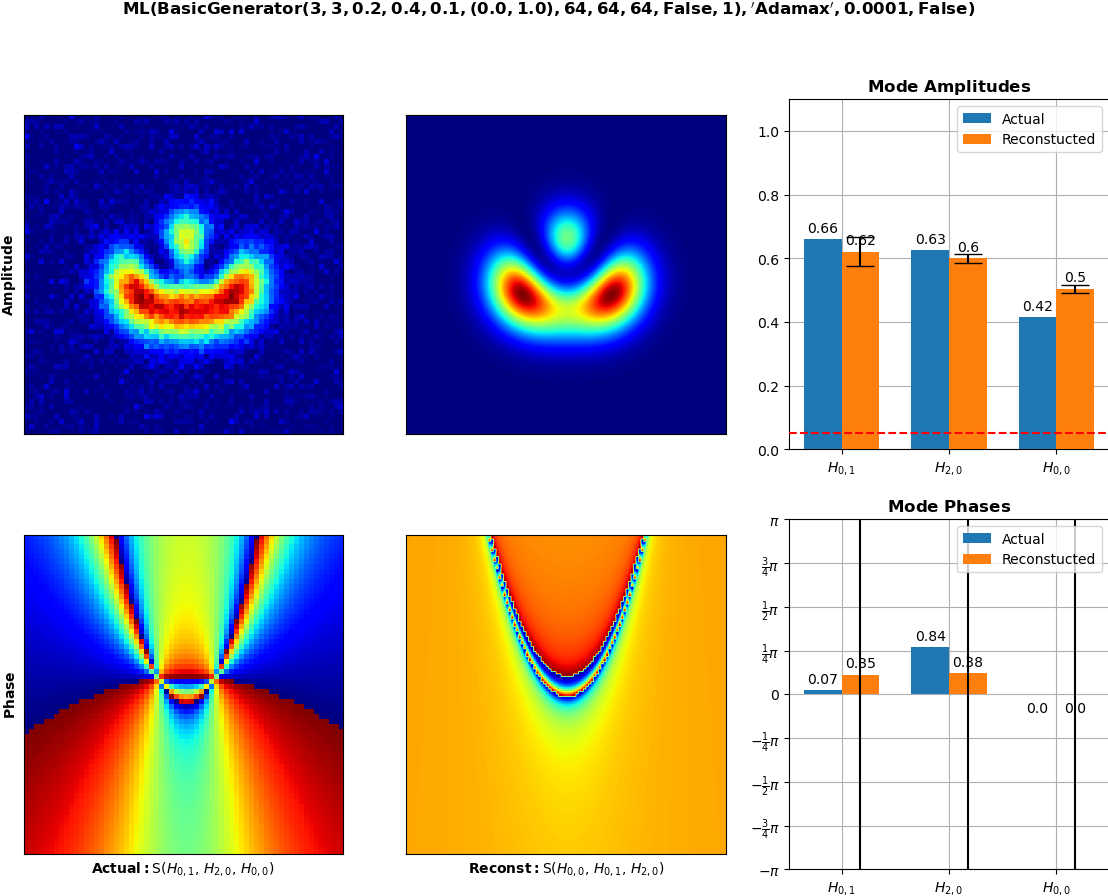 ML(BasicGenerator(3, 3, 0.2, 0.4, 0.1, (0.0, 1.0), 64, 64, 64, False, 1), ′Adamax′, 0.0001, False)
Amplitude
Mode Amplitudes
Actual
Reconstucted
1.0
0.8
0.6
0.4
0.2
0.0
0.66
0.62
0.63
0.6
0.42
0.5
H0, 1
H2, 0
H0, 0
Phase
Actual: S(H0, 1, H2, 0, H0, 0)
Reconst: S(H0, 0, H0, 1, H2, 0)
Mode Phases
Actual
Reconstucted
π
3/4π
1/2π
1/4π
0
−1/4π
−1/2π
−3/4π
−π
0.07
0.35
0.84
0.38
0.0
0.0
H0, 1
H2, 0
H0, 0